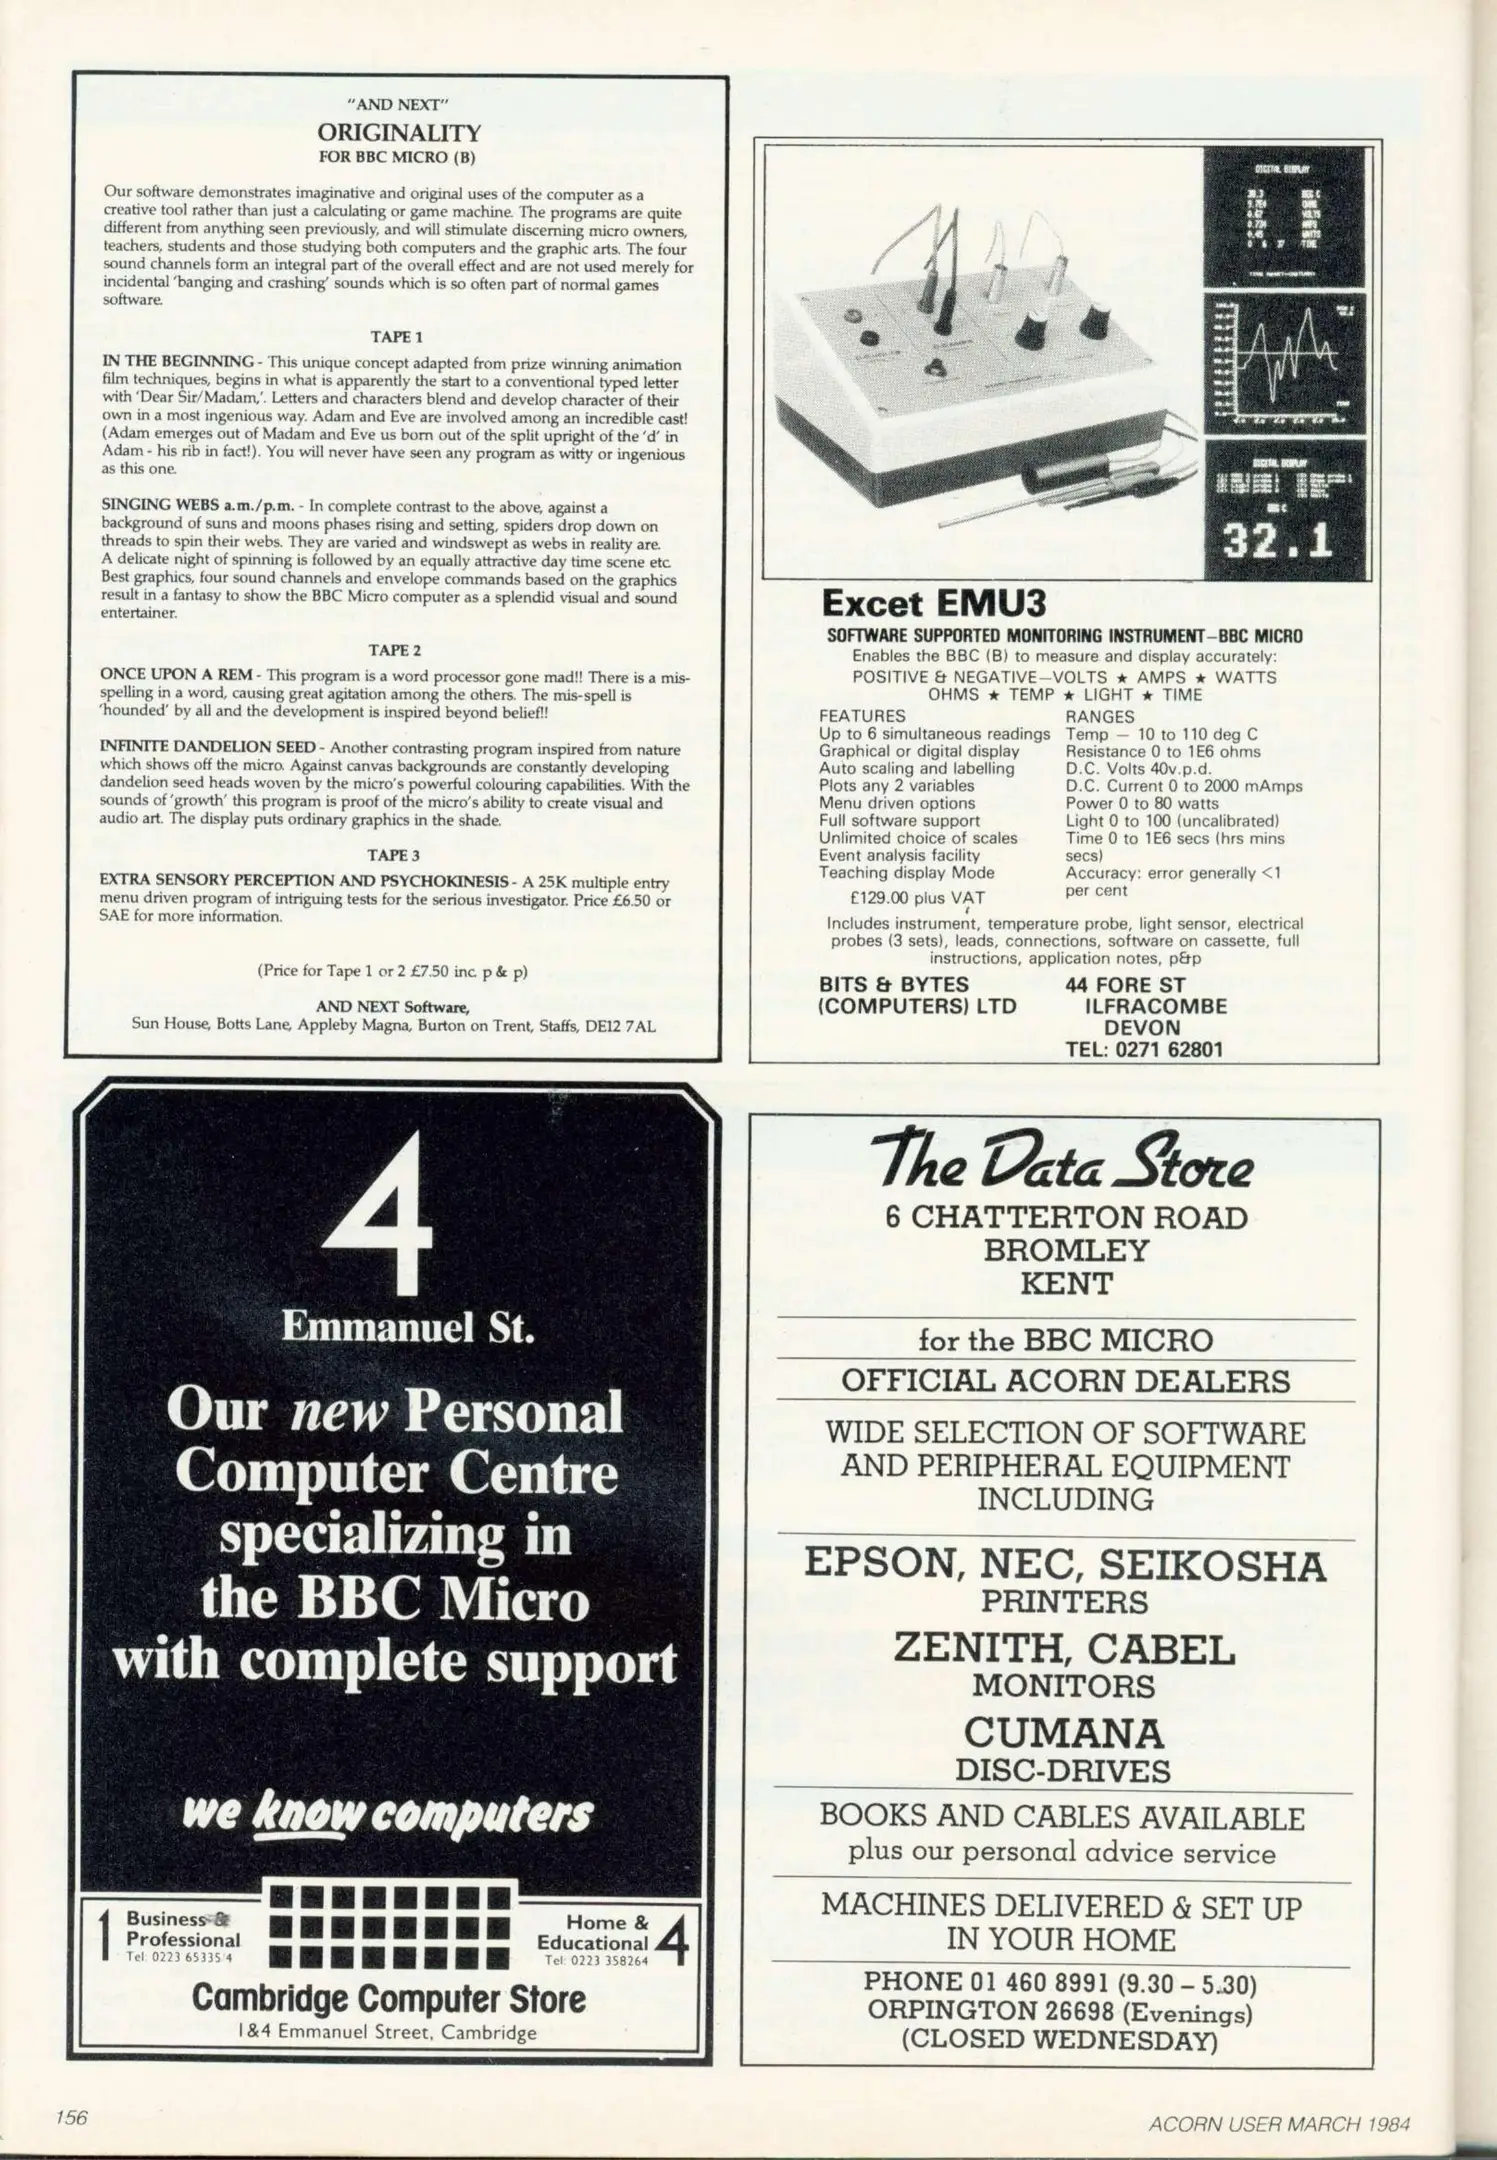 "AND NEXT"
ORIGINALITY
FOR BBC MICRO (B)
Our software demonstrates imaginative and original uses of the computer as a
creative tool rather than just a calculating or game machine. The programs are quite
different from anything seen previously, and will stimulate discerning micro owners,
teachers, students and those studying both computers and the graphic arts. The four
sound channels form an integral part of the overall effect and are not used merely for
incidental 'banging and crashing' sounds which is so often part of normal games
software.
TAPE 1
IN THE BEGINNING - This unique concept adapted from prize winning animation
film techniques, begins in what is apparently the start to a conventional typed letter
with 'Dear Sir/Madam,'. Letters and characters blend and develop character of their
own in a most ingenious way. Adam and Eve are involved among an incredible cast!
(Adam emerges out of Madam and Eve us born out of the split upright of the 'd' in
Adam - his rib in fact!). You will never have seen any program as witty or ingenious
as this one.
SINGING WEBS a.m./p.m. - In complete contrast to the above, against a
background of suns and moons phases rising and setting, spiders drop down on
threads to spin their webs. They are varied and windswept as webs in reality are.
A delicate night of spinning is followed by an equally attractive day time scene etc.
Best graphics, four sound channels and envelope commands based on the graphics
result in a fantasy to show the BBC Micro computer as a splendid visual and sound
entertainer.
TAPE 2
ONCE UPON A REM - This program is a word processor gone mad!! There is a mis-
spelling in a word, causing great agitation among the others. The mis-spell is
'hounded' by all and the development is inspired beyond belief!!
INFINITE DANDELION SEED - Another contrasting program inspired from nature
which shows off the micro. Against canvas backgrounds are constantly developing
dandelion seed heads woven by the micro's powerful colouring capabilities. With the
sounds of 'growth' this program is proof of the micro's ability to create visual and
audio art. The display puts ordinary graphics in the shade.
TAPE 3
EXTRA SENSORY PERCEPTION AND PSYCHOKINESIS - A 25K multiple entry
menu driven program of intriguing tests for the serious investigator. Price £6.50 or
SAE for more information.
(Price for Tape 1 or 2 £7.50 inc. p & p)
AND NEXT Software,
Sun House, Botts Lane, Appleby Magna, Burton on Trent, Staffs, DE12 7AL
DIGITAL DISPLAY
DIGITAL DISPLAY
DEG C
32.1
Excet EMU3
SOFTWARE SUPPORTED MONITORING INSTRUMENT–BBC MICRO
Enables the BBC (B) to measure and display accurately:
POSITIVE & NEGATIVE—VOLTS ★ AMPS ★ WATTS
OHMS ★ TEMP ★ LIGHT ★ TIME
FEATURES
Up to 6 simultaneous readings
Graphical or digital display
Auto scaling and labelling
Plots any 2 variables
Menu driven options
Full software support
Unlimited choice of scales
Event analysis facility
Teaching display Mode
£129.00 plus VAT
RANGES
Temp — 10 to 110 deg C
Resistance 0 to 1E6 ohms
D.C. Volts 40v.p.d.
D.C. Current 0 to 2000 mAmps
Power 0 to 80 watts
Light 0 to 100 (uncalibrated)
Time 0 to 1E6 secs (hrs mins
secs)
Accuracy: error generally <1
per cent
Includes instrument, temperature probe, light sensor, electrical
probes (3 sets), leads, connections, software on cassette, full
instructions, application notes, p&p
BITS & BYTES
(COMPUTERS) LTD
44 FORE ST
ILFRACOMBE
DEVON
TEL: 0271 62801
4
Emmanuel St.
Our new Personal
Computer Centre
specializing in
the BBC Micro
with complete support
we know computers
1 Business &
Professional
Tel: 0223 65335/4
Home &
Educational 4
Tel: 0223 358264
Cambridge Computer Store
1&4 Emmanuel Street, Cambridge
The Data Store
6 CHATTERTON ROAD
BROMLEY
KENT
for the BBC MICRO
OFFICIAL ACORN DEALERS
WIDE SELECTION OF SOFTWARE
AND PERIPHERAL EQUIPMENT
INCLUDING
EPSON, NEC, SEIKOSHA
PRINTERS
ZENITH, CABEL
MONITORS
CUMANA
DISC-DRIVES
BOOKS AND CABLES AVAILABLE
plus our personal advice service
MACHINES DELIVERED & SET UP
IN YOUR HOME
PHONE 01 460 8991 (9.30 – 5.30)
ORPINGTON 26698 (Evenings)
(CLOSED WEDNESDAY)
156
ACORN USER MARCH 1984